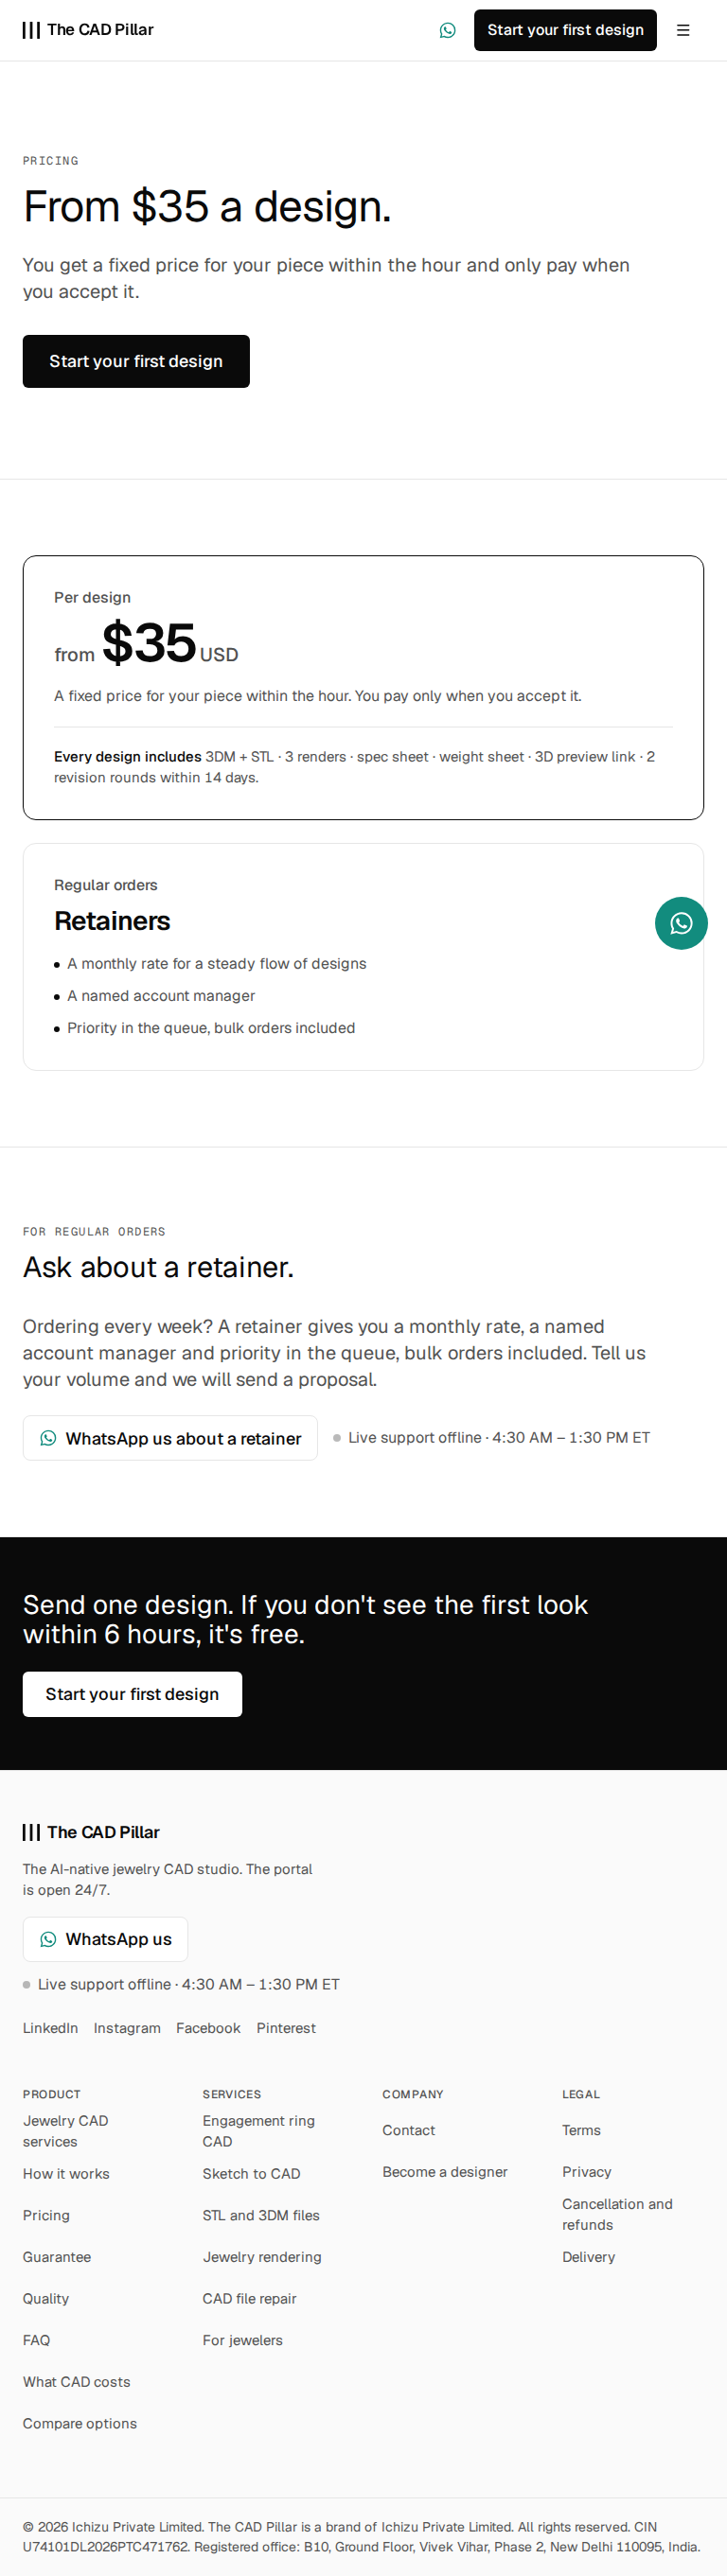 The CAD Pillar
Start your first design
PRICING
From $35 a design.
You get a fixed price for your piece within the hour and only pay when
you accept it.
Start your first design
Per design
from $35 USD
A fixed price for your piece within the hour. You pay only when you accept it.
Every design includes 3DM + STL · 3 renders · spec sheet · weight sheet · 3D preview link · 2
revision rounds within 14 days.
Regular orders
Retainers
A monthly rate for a steady flow of designs
A named account manager
Priority in the queue, bulk orders included
FOR REGULAR ORDERS
Ask about a retainer.
Ordering every week? A retainer gives you a monthly rate, a named
account manager and priority in the queue, bulk orders included. Tell us
your volume and we will send a proposal.
WhatsApp us about a retainer
Live support offline · 4:30 AM – 1:30 PM ET
Send one design. If you don't see the first look
within 6 hours, it's free.
Start your first design
The CAD Pillar
The AI-native jewelry CAD studio. The portal
is open 24/7.
WhatsApp us
Live support offline · 4:30 AM – 1:30 PM ET
LinkedIn Instagram Facebook Pinterest
PRODUCT
Jewelry CAD
services
How it works
Pricing
Guarantee
Quality
FAQ
What CAD costs
Compare options
SERVICES
Engagement ring
CAD
Sketch to CAD
STL and 3DM files
Jewelry rendering
CAD file repair
For jewelers
COMPANY
Contact
Become a designer
LEGAL
Terms
Privacy
Cancellation and
refunds
Delivery
© 2026 Ichizu Private Limited. The CAD Pillar is a brand of Ichizu Private Limited. All rights reserved. CIN
U74101DL2026PTC471762. Registered office: B10, Ground Floor, Vivek Vihar, Phase 2, New Delhi 110095, India.